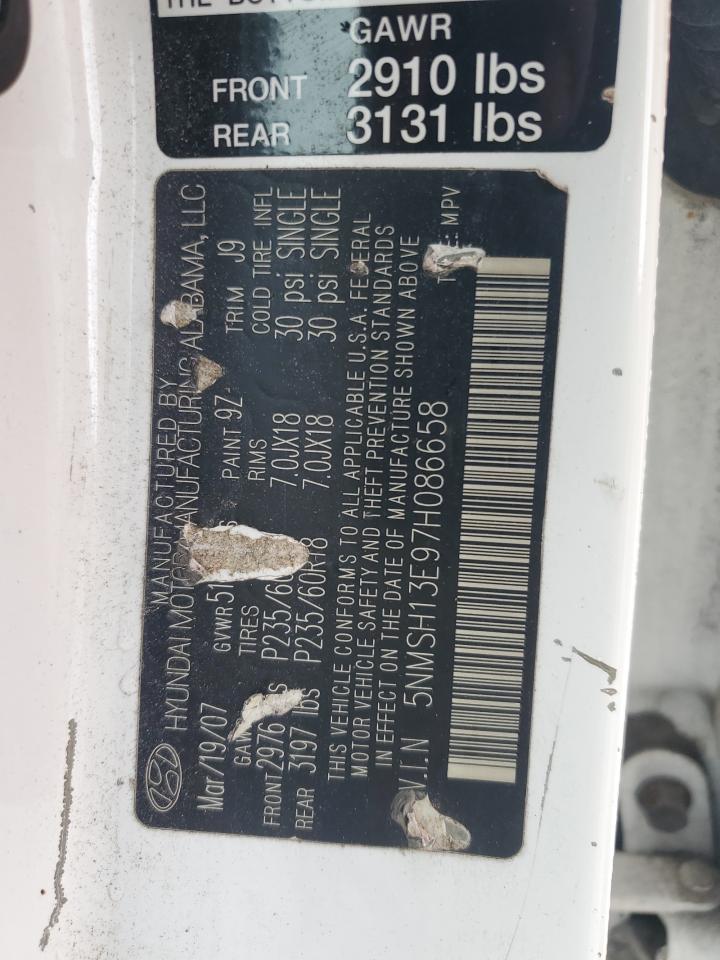 GAWR
FRONT 2910 lbs
REAR 3131 lbs
MANUFACTURED BY
HYUNDAI MOTOR MANUFACTURING ALABAMA, LLC
Mar/19/07 PAINT 9Z TRIM J9
TIRES RIMS COLD TIRE INFL
FRONT 2976 7.0JX18 30 psi SINGLE
REAR 3197 lbs P235/60R18 7.0JX18 30 psi SINGLE
THIS VEHICLE CONFORMS TO ALL APPLICABLE U.S.A. FEDERAL
MOTOR VEHICLE SAFETY AND THEFT PREVENTION STANDARDS
IN EFFECT ON THE DATE OF MANUFACTURE SHOWN ABOVE
V.I.N 5NMSH13E97H086658 : MPV